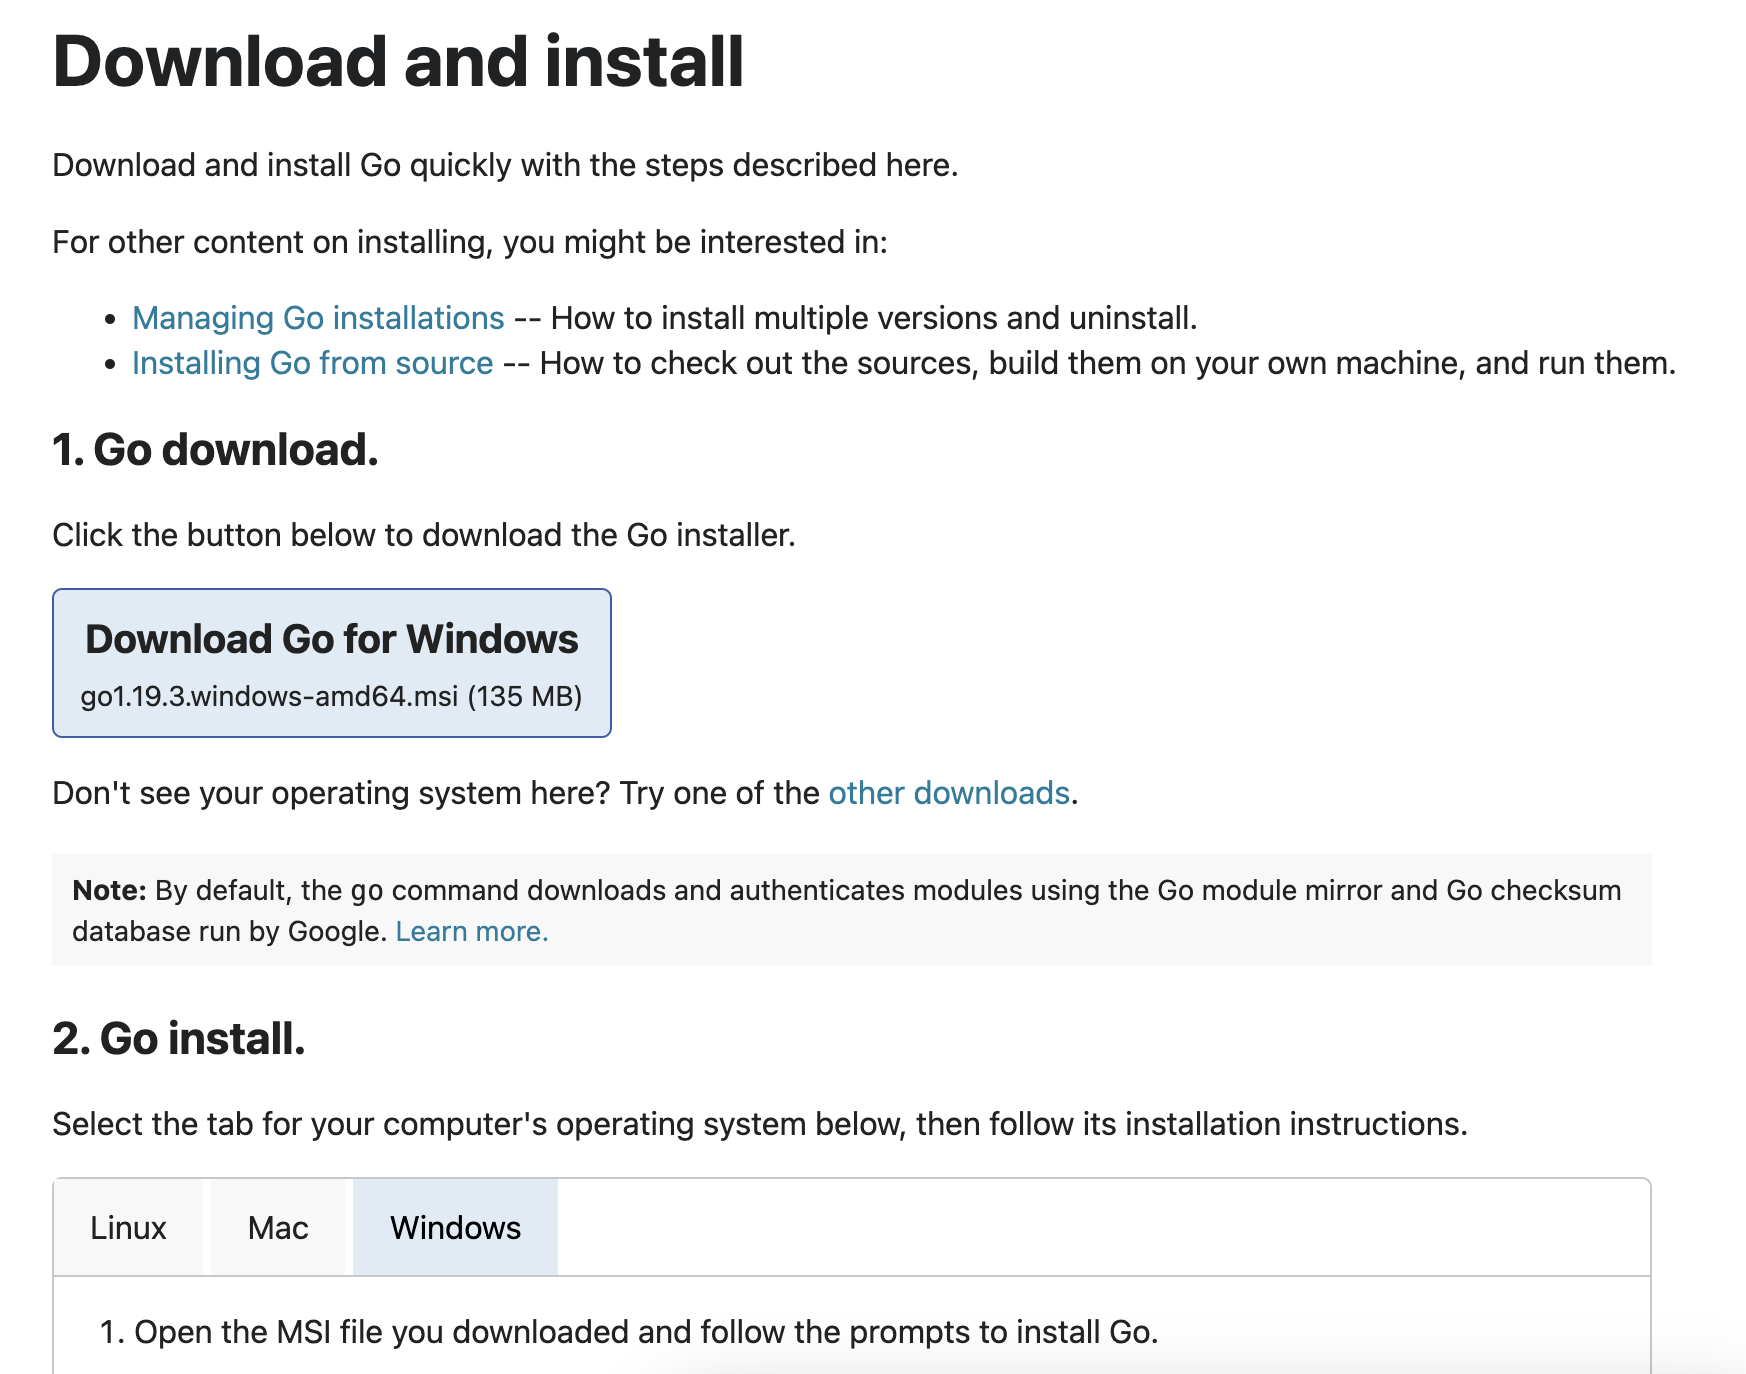 Download and install
Download and install Go quickly with the steps described here.
For other content on installing, you might be interested in:
• Managing Go installations -- How to install multiple versions and uninstall.
• Installing Go from source -- How to check out the sources, build them on your own machine, and run them.
1. Go download.
Click the button below to download the Go installer.
Download Go for Windows
go1.19.3.windows-amd64.msi (135 MB)
Don't see your operating system here? Try one of the other downloads.
Note: By default, the go command downloads and authenticates modules using the Go module mirror and Go checksum
database run by Google. Learn more.
2. Go install.
Select the tab for your computer's operating system below, then follow its installation instructions.
Linux Mac Windows
1. Open the MSI file you downloaded and follow the prompts to install Go.